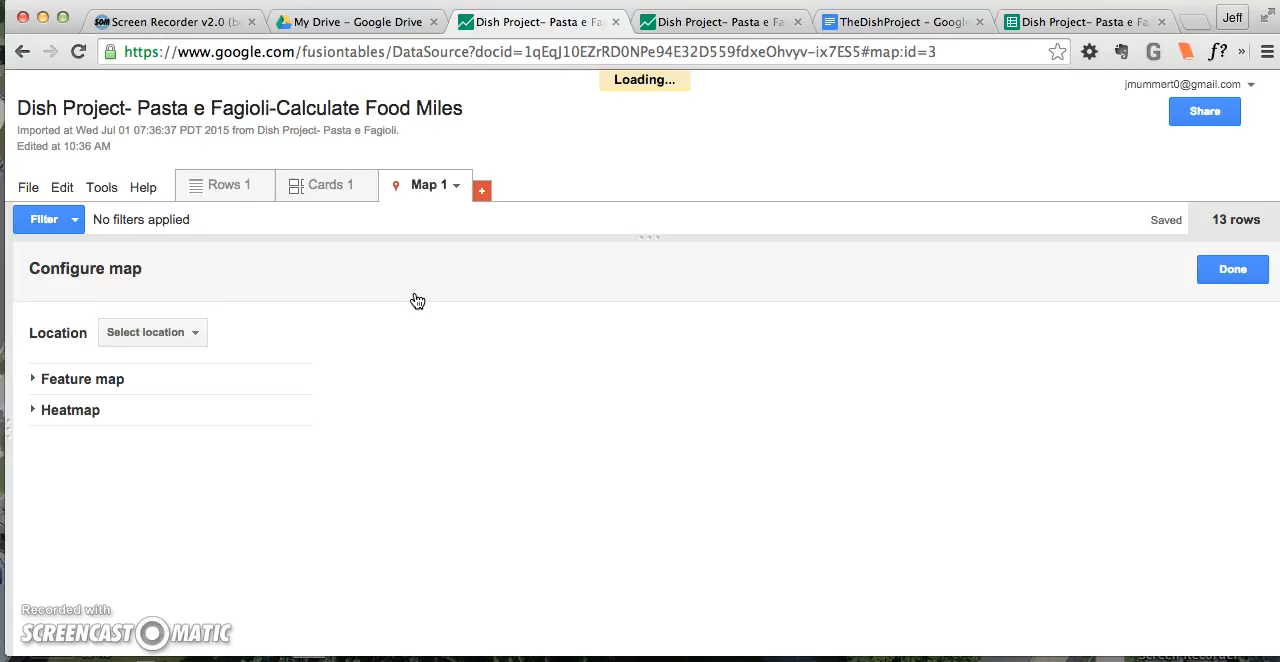 Screen Recorder v2.0 (b
My Drive – Google Drive
Dish Project- Pasta e Fa
Dish Project- Pasta e Fa
TheDishProject – Google
Dish Project- Pasta e Fa
Jeff
https://www.google.com/fusiontables/DataSource?docid=1qEqJ10EZrRD0NPe94E32D559fdxeOhyvv-ix7ES5#map:id=3
Loading...
jmummert0@gmail.com
Dish Project- Pasta e Fagioli-Calculate Food Miles
Share
Imported at Wed Jul 01 07:36:37 PDT 2015 from Dish Project- Pasta e Fagioli.
Edited at 10:36 AM
File Edit Tools Help Rows 1 Cards 1 Map 1 +
Filter No filters applied Saved 13 rows
Configure map Done
Location Select location
Feature map
Heatmap
Recorded with
SCREENCAST O MATIC
Screen Recorder